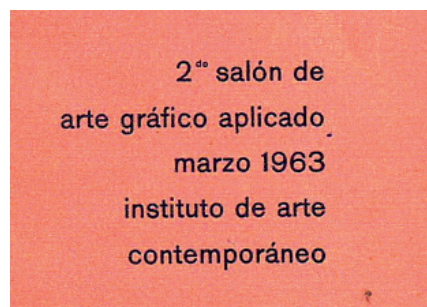 2do salón de
arte gráfico aplicado
marzo 1963
instituto de arte
contemporáneo